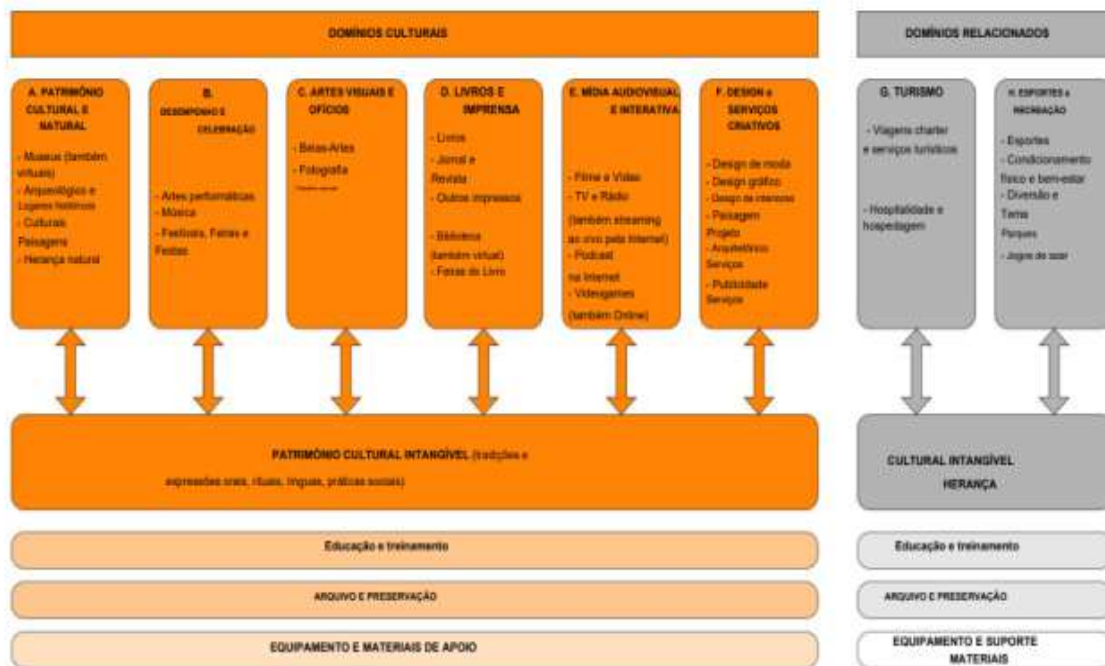 DOMÍNIOS CULTURAIS
DOMÍNIOS RELACIONADOS
A. PATRIMÔNIO
CULTURAL E
NATURAL
- Museus (também
virtuais)
- Arqueológico e
Lugares históricos
- Culturais
Paisagens
- Herança natural
B.
DESEMPENHO E
CELEBRAÇÃO
- Artes performáticas
- Música
- Festivais, Feiras e
Festas
C. ARTES VISUAIS E
OFÍCIOS
- Belas-Artes
- Fotografia
D. LIVROS E
IMPRENSA
- Livros
- Jornal e
Revista
- Outros impressos
- Biblioteca
(também virtual)
- Feiras do Livro
E. MÍDIA AUDIOVISUAL
E INTERATIVA
- Filme e Vídeo
- TV e Rádio
(também streaming
ao vivo pela Internet)
- Podcast
na Internet
- Videogames
(também Online)
F. DESIGN e
SERVIÇOS
CRIATIVOS
- Design de moda
- Design gráfico
- Design de interiores
- Paisagem
Projeto
- Arquitetônico
Serviços
- Publicidade
Serviços
G. TURISMO
- Viagens charter
e serviços turísticos
- Hospitalidade e
hospedagem
H. ESPORTES e
RECREAÇÃO
- Esportes
- Condicionamento
físico e bem-estar
- Diversão e
Tema
Parques
- Jogos de azar
PATRIMÔNIO CULTURAL INTANGÍVEL (tradições e
expressões orais, rituais, línguas, práticas sociais)
CULTURAL INTANGÍVEL
HERANÇA
Educação e treinamento
Educação e treinamento
ARQUIVO E PRESERVAÇÃO
ARQUIVO E PRESERVAÇÃO
EQUIPAMENTO E MATERIAIS DE APOIO
EQUIPAMENTO E SUPORTE
MATERIAIS